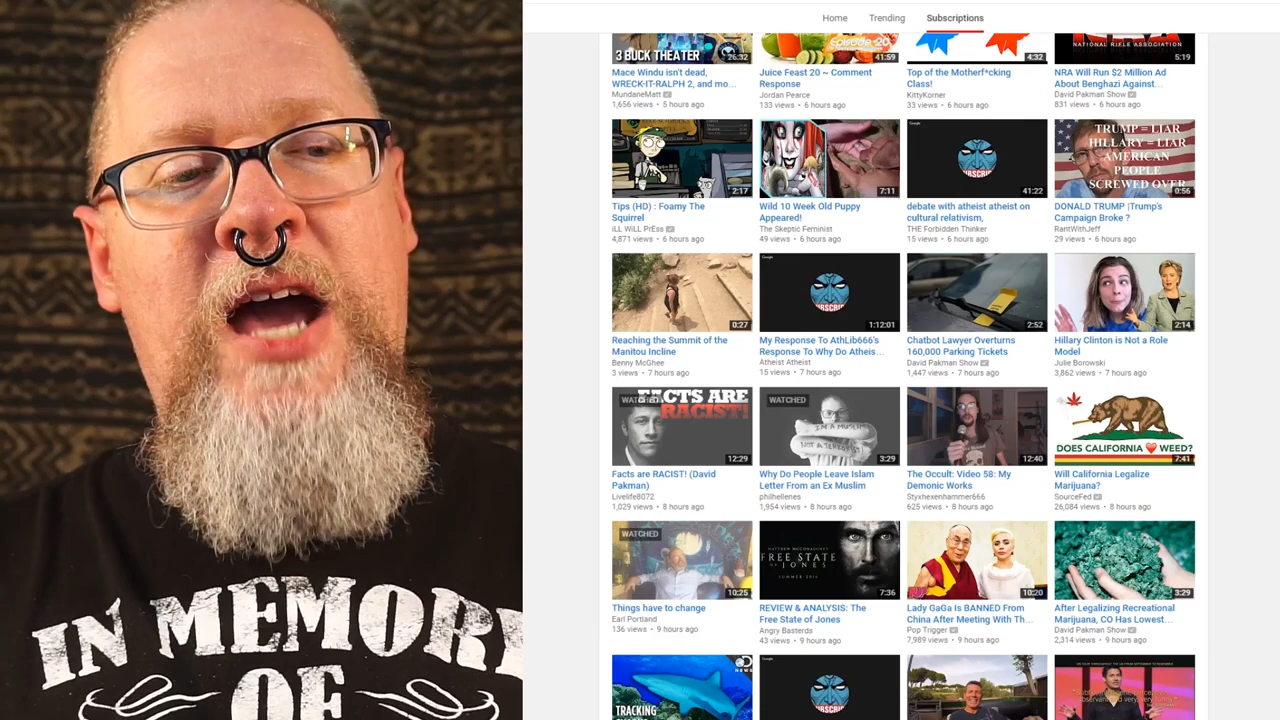 Home
Trending
Subscriptions
3 BUCK THEATER
26:32
Episode 20
41:59
4:32
NATIONAL RIFLE ASSOCIATION
5:19
Mace Windu isn't dead,
WRECK-IT-RALPH 2, and mo...
MundaneMatt
1,656 views • 5 hours ago
Juice Feast 20 ~ Comment
Response
Jordan Pearce
133 views • 6 hours ago
Top of the Motherf*cking
Class!
KittyKorner
33 views • 6 hours ago
NRA Will Run $2 Million Ad
About Benghazi Against...
David Pakman Show
831 views • 6 hours ago
2:17
7:11
41:22
TRUMP = LIAR
HILLARY = LIAR
AMERICAN
PEOPLE
SCREWED OVER
0:56
Tips (HD) : Foamy The
Squirrel
iLL WiLL PrEss
4,871 views • 6 hours ago
Wild 10 Week Old Puppy
Appeared!
The Skeptic Feminist
49 views • 6 hours ago
debate with atheist atheist on
cultural relativism,
THE Forbidden Thinker
15 views • 6 hours ago
DONALD TRUMP |Trump's
Campaign Broke ?
RantWithJeff
29 views • 6 hours ago
0:27
Google
1:12:01
2:52
2:14
Reaching the Summit of the
Manitou Incline
Benny McGhee
3 views • 7 hours ago
My Response To AthLib666's
Response To Why Do Atheis...
Atheist Atheist
15 views • 7 hours ago
Chatbot Lawyer Overturns
160,000 Parking Tickets
David Pakman Show
1,447 views • 7 hours ago
Hillary Clinton is Not a Role
Model
Julie Borowski
3,862 views • 7 hours ago
WATCHED
FACTS ARE
RACIST!
12:29
WATCHED
I'M A MUSLIM
NOT A TERRORIST
3:29
12:40
DOES CALIFORNIA WEED?
7:41
Facts are RACIST! (David
Pakman)
Livelife8072
1,029 views • 8 hours ago
Why Do People Leave Islam
Letter From an Ex Muslim
philhellenes
1,954 views • 8 hours ago
The Occult: Video 58: My
Demonic Works
Styxhexenhammer666
625 views • 8 hours ago
Will California Legalize
Marijuana?
SourceFed
26,084 views • 8 hours ago
WATCHED
10:25
MATTHEW McCONAUGHEY
FREE STATE
OF JONES
SUMMER 2016
7:36
10:20
3:29
Things have to change
Earl Portland
136 views • 9 hours ago
REVIEW & ANALYSIS: The
Free State of Jones
Angry Basterds
43 views • 9 hours ago
Lady GaGa Is BANNED From
China After Meeting With Th...
Pop Trigger
7,989 views • 9 hours ago
After Legalizing Recreational
Marijuana, CO Has Lowest...
David Pakman Show
2,314 views • 9 hours ago
DNews
TRACKING
IN MEMORY
OF